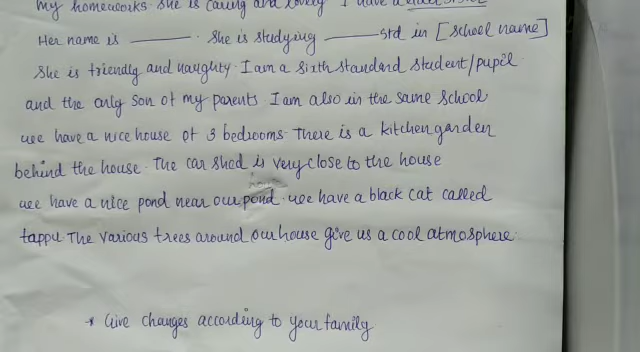 my homeworks. She is caring and lovely I have a elder sister
Her name is ________. She is studying ________ std in [school name]
She is friendly and naughty. I am a sixth standard student/pupil
and the only son of my parents I am also in the same school
we have a nice house of 3 bedrooms. There is a kitchen garden
behind the house. The car shed is very close to the house
we have a nice pond near our pond. we have a black cat called
tappu. The various trees around our house give us a cool atmosphere.
* Give changes according to your family